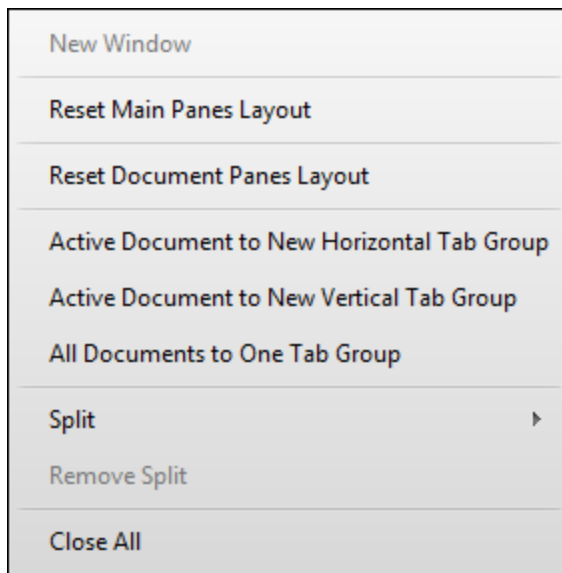 New Window
Reset Main Panes Layout
Reset Document Panes Layout
Active Document to New Horizontal Tab Group
Active Document to New Vertical Tab Group
All Documents to One Tab Group
Split
Remove Split
Close All